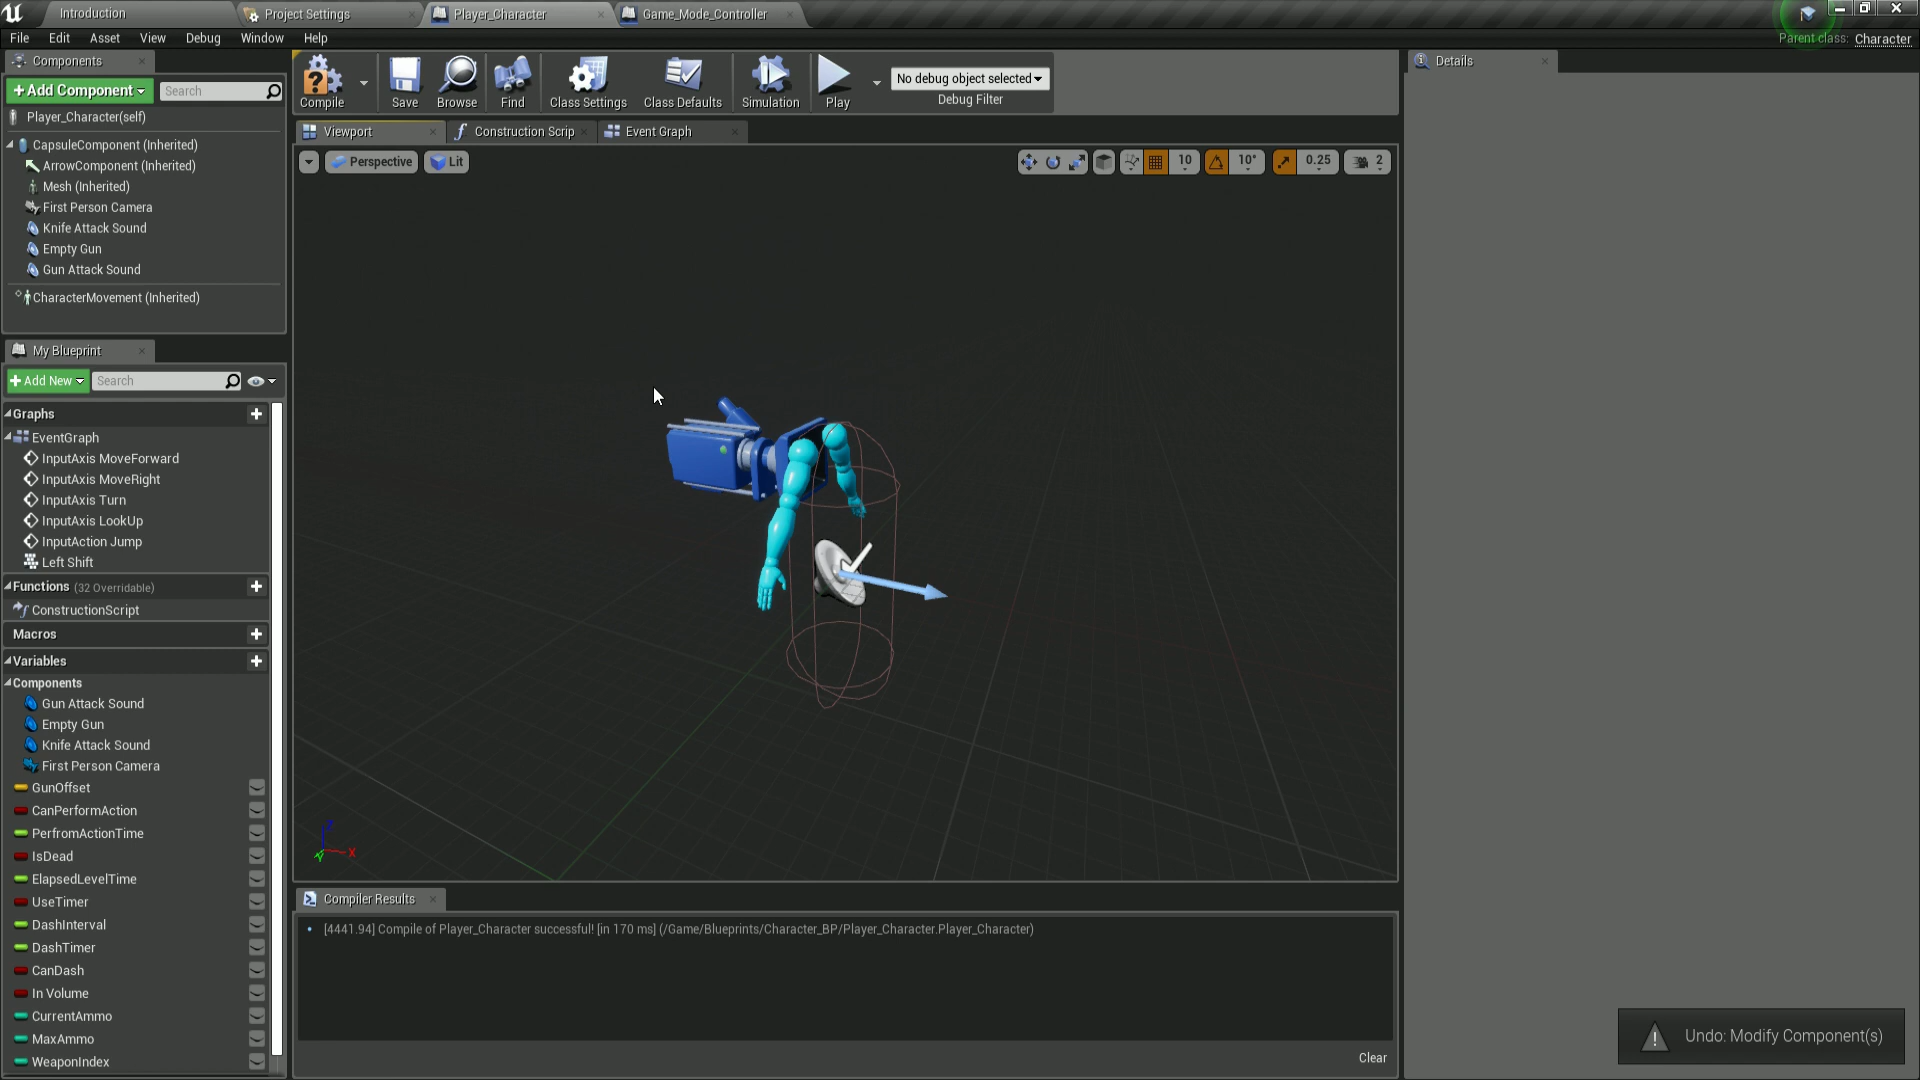 Introduction
Project Settings
Player_Character
Game_Mode_Controller
File Edit Asset View Debug Window Help
Parent class: Character
Components
+Add Component
Search
Player_Character(self)
CapsuleComponent (Inherited)
ArrowComponent (Inherited)
Mesh (Inherited)
First Person Camera
Knife Attack Sound
Empty Gun
Gun Attack Sound
CharacterMovement (Inherited)
My Blueprint
+Add New
Search
Graphs
EventGraph
InputAxis MoveForward
InputAxis MoveRight
InputAxis Turn
InputAxis LookUp
InputAction Jump
Left Shift
Functions (32 Overridable)
ConstructionScript
Macros
Variables
Components
Gun Attack Sound
Empty Gun
Knife Attack Sound
First Person Camera
GunOffset
CanPerformAction
PerfromActionTime
IsDead
ElapsedLevelTime
UseTimer
DashInterval
DashTimer
CanDash
In Volume
CurrentAmmo
MaxAmmo
WeaponIndex
Compile
Save
Browse
Find
Class Settings
Class Defaults
Simulation
Play
No debug object selected
Debug Filter
Viewport
Construction Scrip
Event Graph
Perspective
Lit
10
10°
0.25
2
Z
Y
X
Compiler Results
[4441.94] Compile of Player_Character successful! [in 170 ms] (/Game/Blueprints/Character_BP/Player_Character.Player_Character)
Clear
Details
Undo: Modify Component(s)